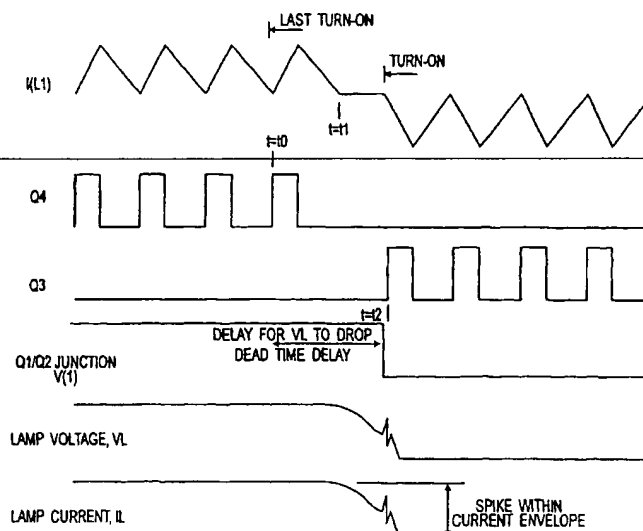 LAST TURN-ON
TURN-ON
I(L1)
t=t1
t=t0
Q4
Q3
t=t2
DELAY FOR VL TO DROP
DEAD TIME DELAY
Q1/Q2 JUNCTION
V(1)
LAMP VOLTAGE, VL
LAMP CURRENT, IL
SPIKE WITHIN
CURRENT ENVELOPE